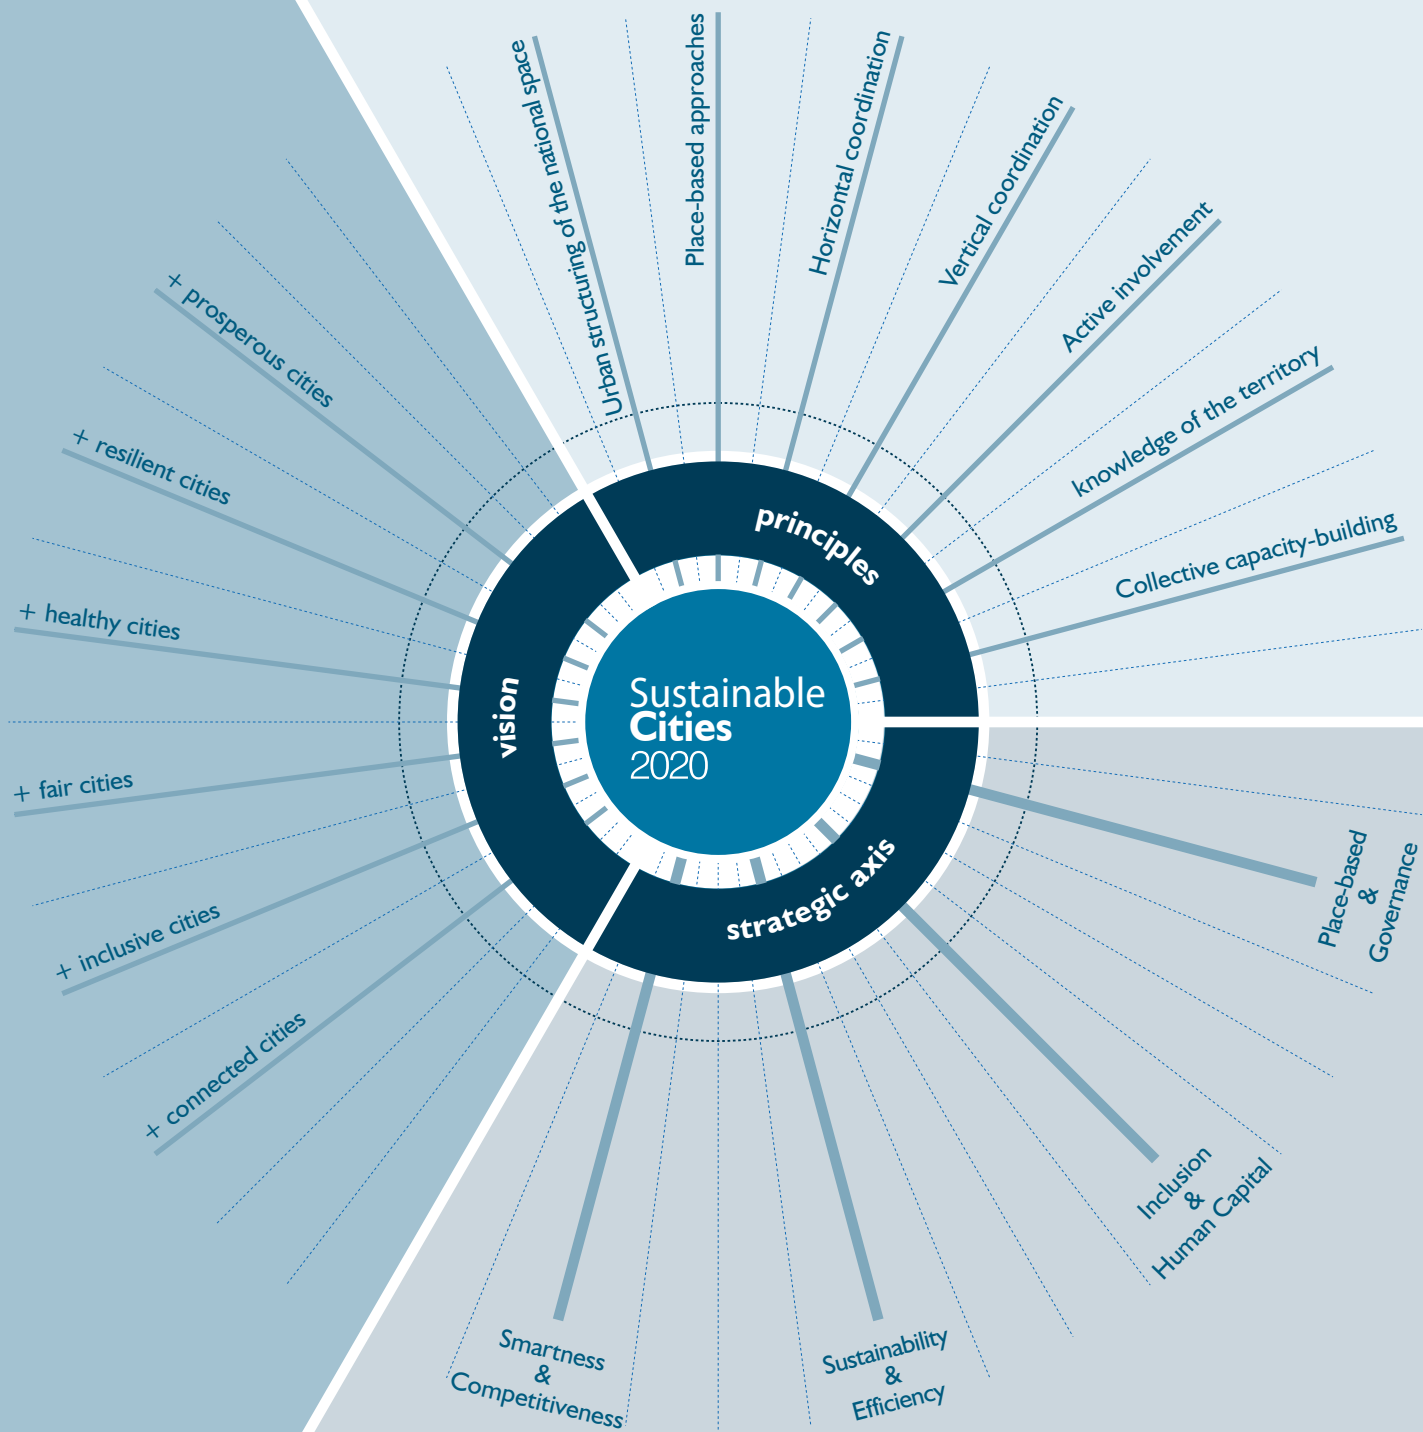 Sustainable
Cities
2020
principles
Urban structuring of the national space
Place-based approaches
Horizontal coordination
Vertical coordination
Active involvement
knowledge of the territory
Collective capacity-building
strategic axis
Place-based
&
Governance
Inclusion
&
Human Capital
Sustainability
&
Efficiency
Smartness
&
Competitiveness
vision
+ prosperous cities
+ resilient cities
+ healthy cities
+ fair cities
+ inclusive cities
+ connected cities